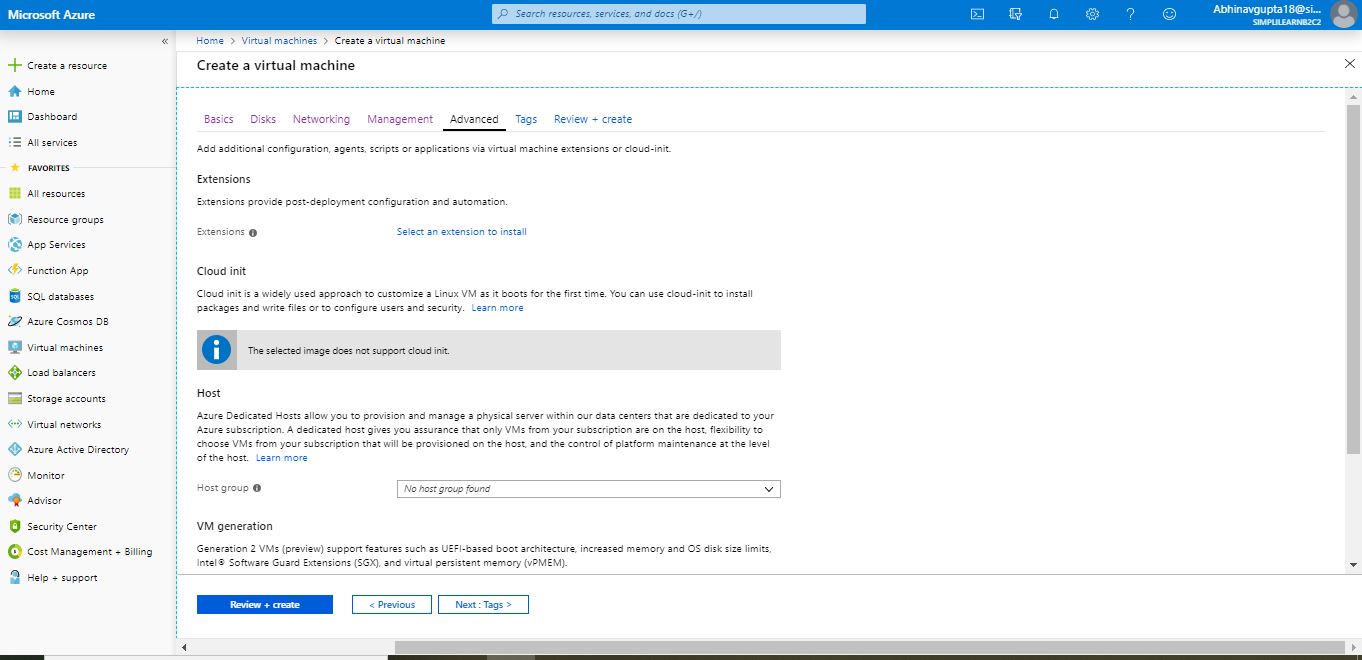 Microsoft Azure
Search resources, services, and docs (G+/)
Abhinavgupta18@si...
SIMPLILEARNB2C2
«
Create a resource
Home
Dashboard
All services
FAVORITES
All resources
Resource groups
App Services
Function App
SQL databases
Azure Cosmos DB
Virtual machines
Load balancers
Storage accounts
Virtual networks
Azure Active Directory
Monitor
Advisor
Security Center
Cost Management + Billing
Help + support
Home > Virtual machines > Create a virtual machine
Create a virtual machine
Basics Disks Networking Management Advanced Tags Review + create
Add additional configuration, agents, scripts or applications via virtual machine extensions or cloud-init.
Extensions
Extensions provide post-deployment configuration and automation.
Extensions Select an extension to install
Cloud init
Cloud init is a widely used approach to customize a Linux VM as it boots for the first time. You can use cloud-init to install
packages and write files or to configure users and security. Learn more
The selected image does not support cloud init.
Host
Azure Dedicated Hosts allow you to provision and manage a physical server within our data centers that are dedicated to your
Azure subscription. A dedicated host gives you assurance that only VMs from your subscription are on the host, flexibility to
choose VMs from your subscription that will be provisioned on the host, and the control of platform maintenance at the level
of the host. Learn more
Host group No host group found
VM generation
Generation 2 VMs (preview) support features such as UEFI-based boot architecture, increased memory and OS disk size limits,
Intel® Software Guard Extensions (SGX), and virtual persistent memory (vPMEM).
Review + create < Previous Next : Tags >